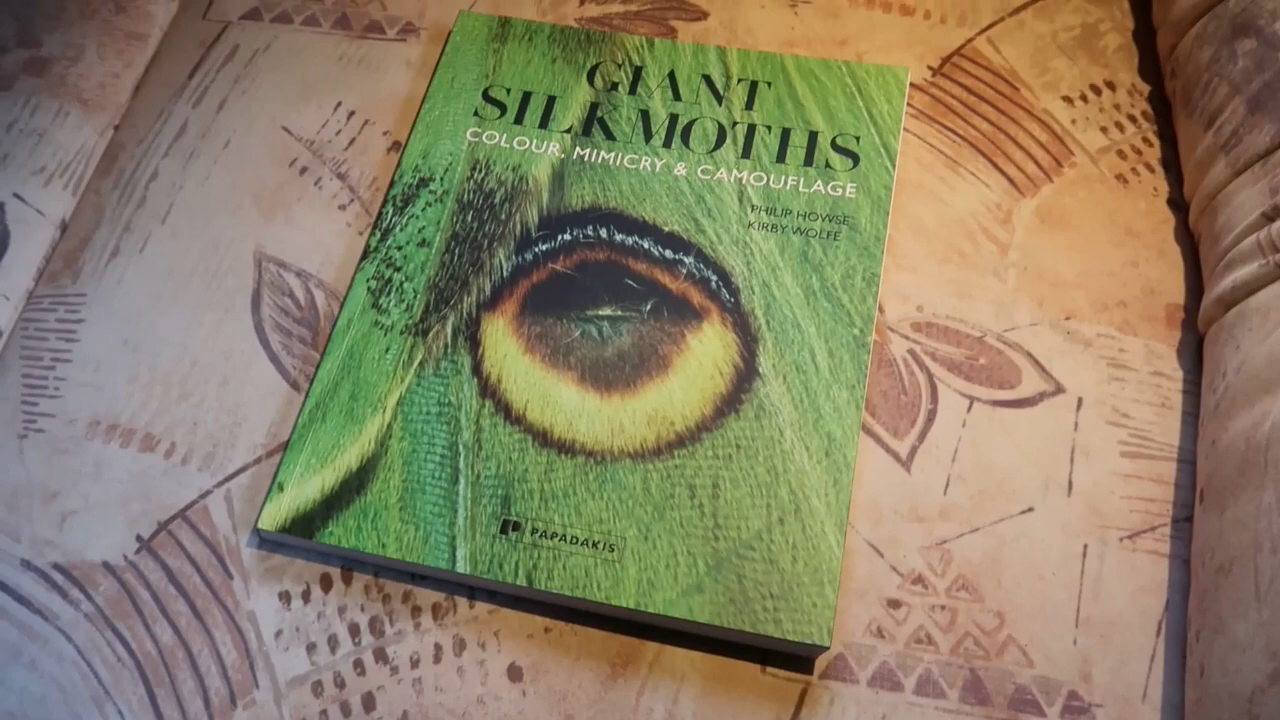 GIANT
SILKMOTHS
COLOUR, MIMICRY & CAMOUFLAGE
PHILIP HOWSE
KIRBY WOLFE
PAPADAKIS